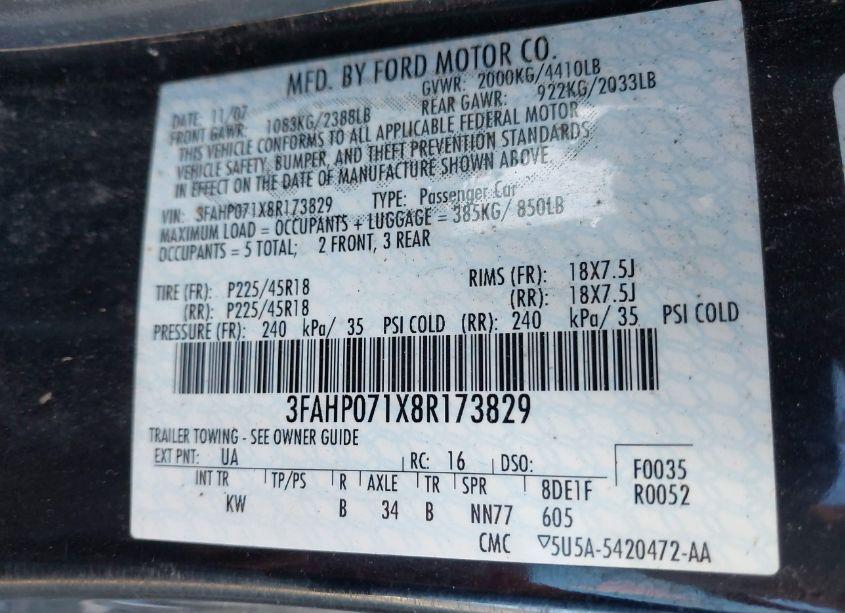 MFD. BY FORD MOTOR CO.
DATE: 11/07 GVWR: 2000KG/4410LB
FRONT GAWR: 1083KG/2388LB REAR GAWR: 922KG/2033LB
THIS VEHICLE CONFORMS TO ALL APPLICABLE FEDERAL MOTOR
VEHICLE SAFETY, BUMPER, AND THEFT PREVENTION STANDARDS
IN EFFECT ON THE DATE OF MANUFACTURE SHOWN ABOVE.
VIN: 3FAHP071X8R173829 TYPE: Passenger Car
MAXIMUM LOAD = OCCUPANTS + LUGGAGE = 385KG/ 850LB
OCCUPANTS = 5 TOTAL; 2 FRONT, 3 REAR
TIRE (FR): P225/45R18 RIMS (FR): 18X7.5J
(RR): P225/45R18 (RR): 18X7.5J
PRESSURE (FR): 240 kPa/ 35 PSI COLD (RR): 240 kPa/ 35 PSI COLD
3FAHP071X8R173829
TRAILER TOWING - SEE OWNER GUIDE
EXT PNT: UA RC: 16 DSO: F0035
INT TR TP/PS R AXLE TR SPR 8DE1F R0052
KW B 34 B NN77 605
CMC ▽5U5A-5420472-AA